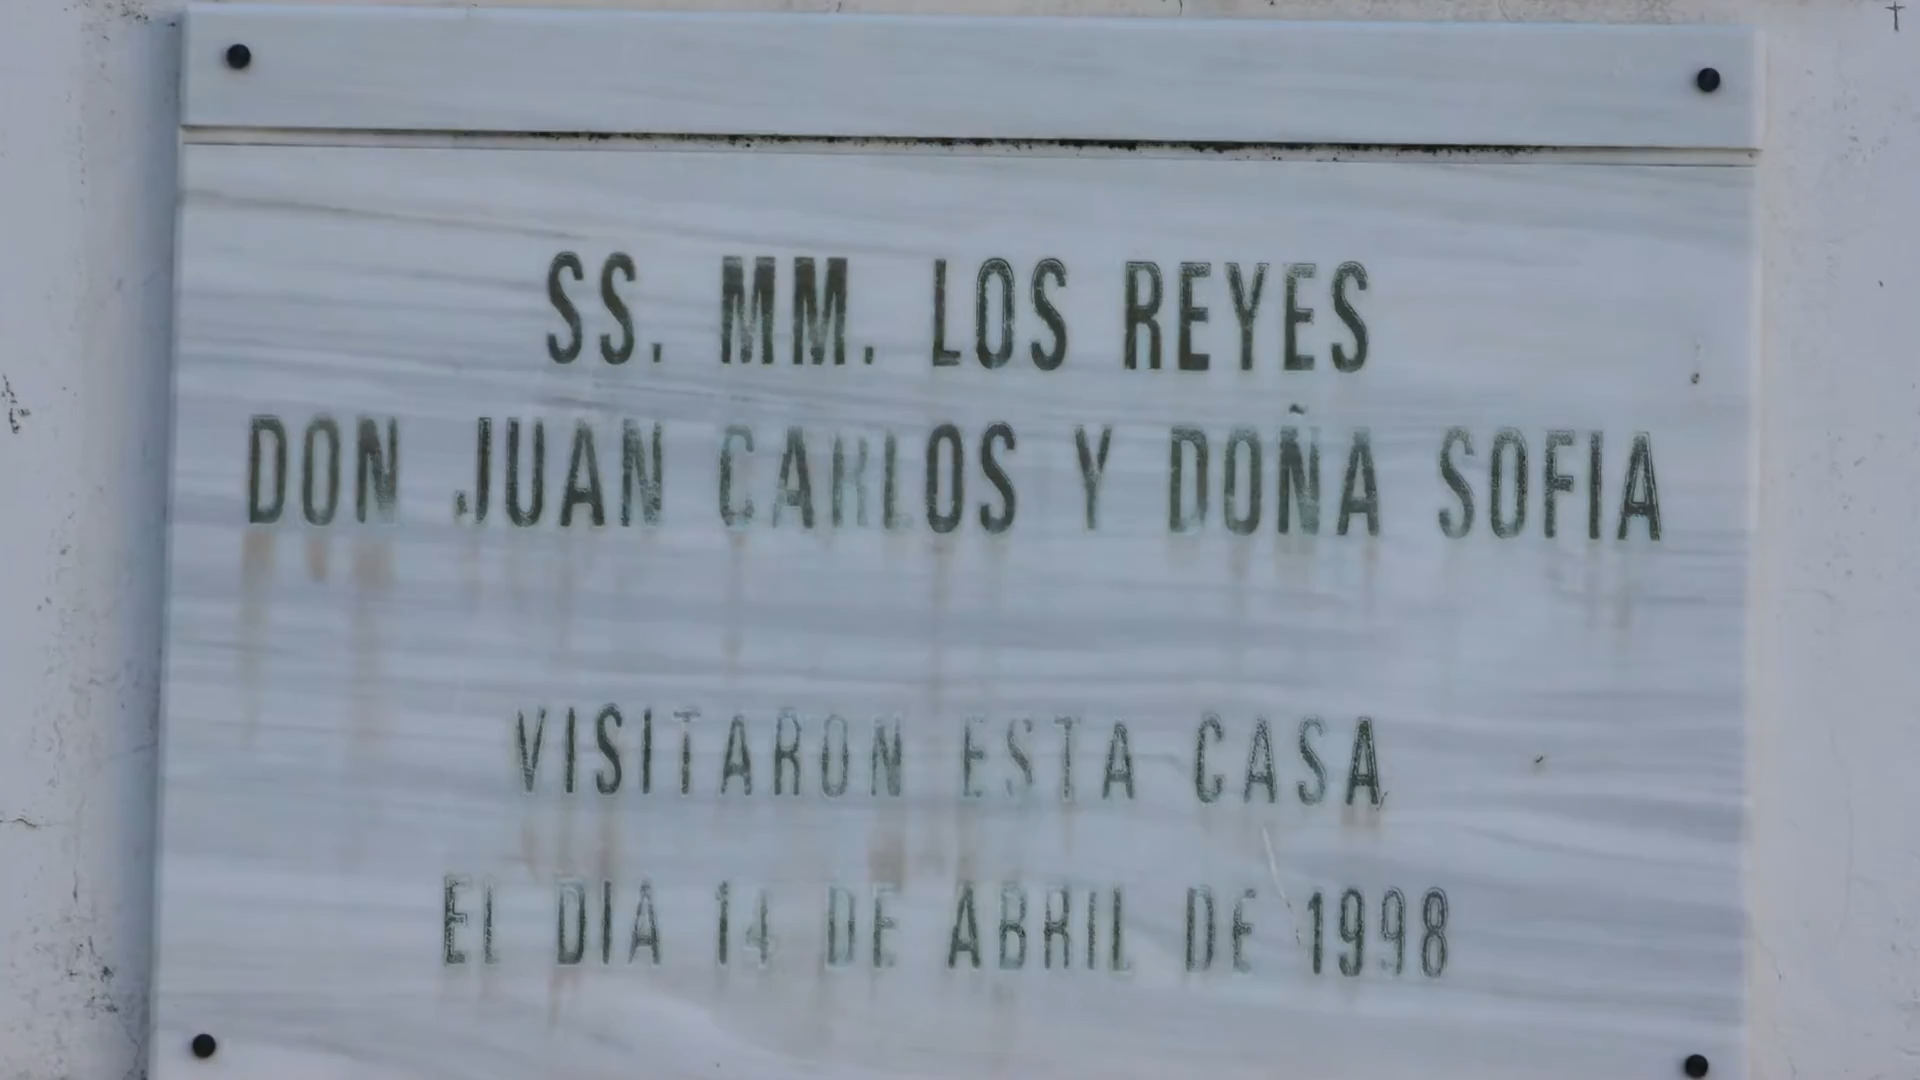 SS. MM. LOS REYES
DON JUAN CARLOS Y DOÑA SOFIA
VISITARON ESTA CASA
EL DIA 14 DE ABRIL DE 1998